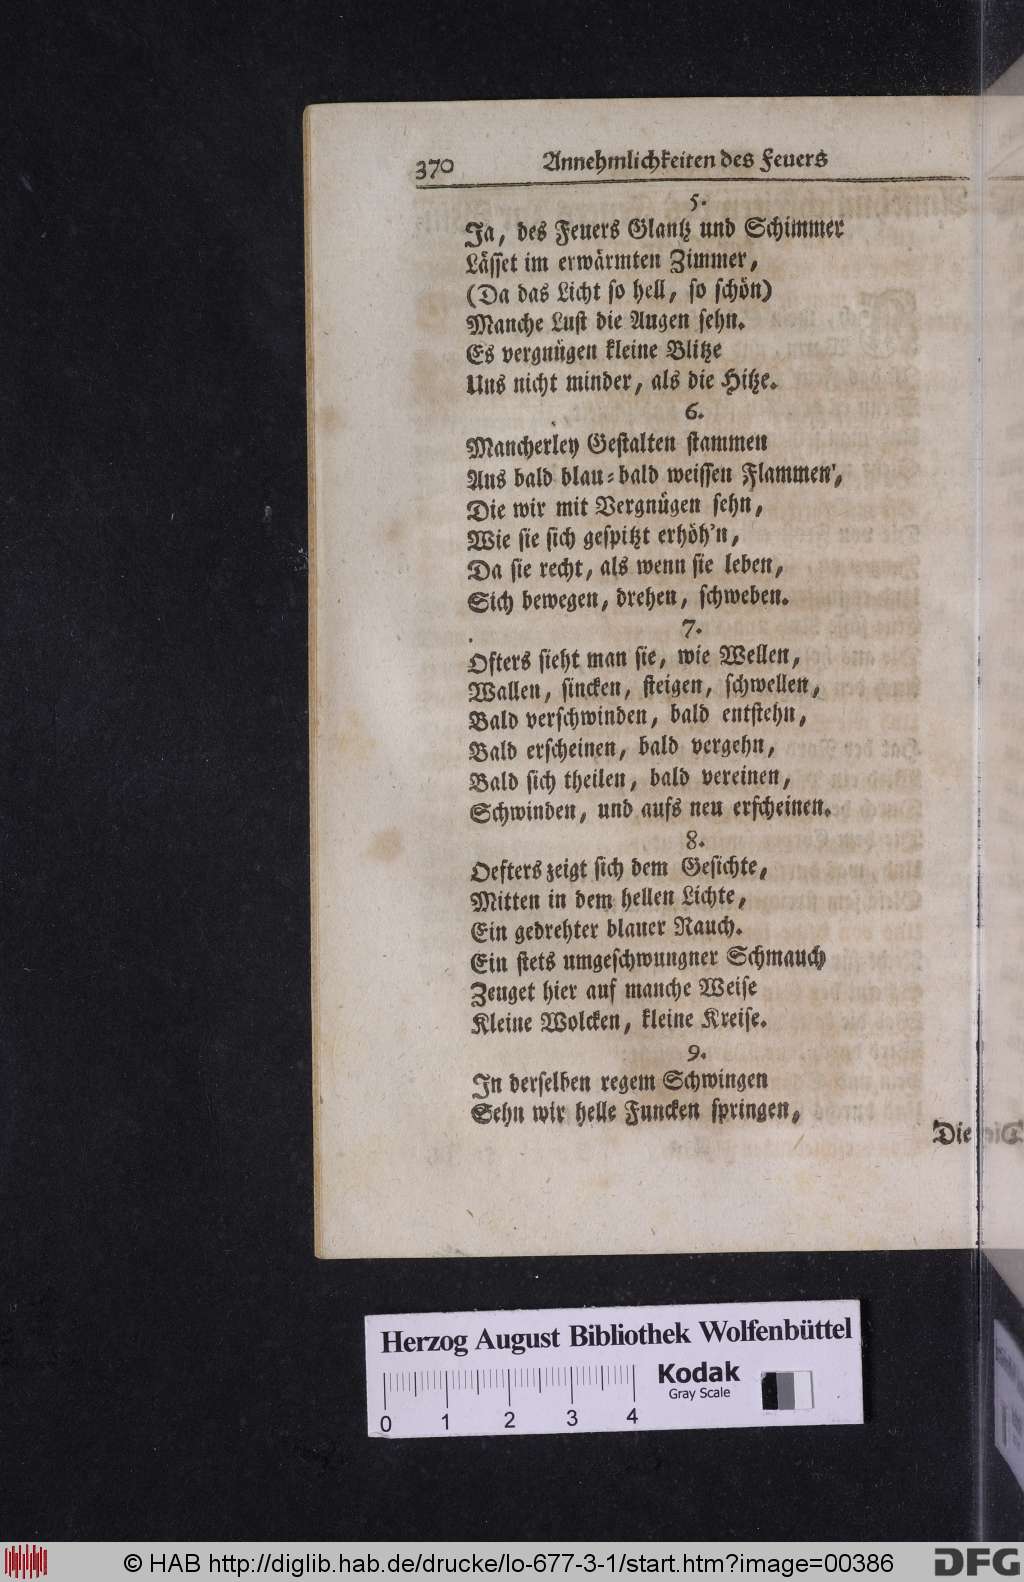 370 Annehmlichkeiten des Feuers
5.
Ja, des Feuers Glantz und Schimmer
Lässet im erwärmten Zimmer,
(Da das Licht so hell, so schön)
Manche Lust die Augen sehn.
Es vergnügen kleine Blitze
Uns nicht minder, als die Hitze.
6.
Mancherley Gestalten stammen
Aus bald blau-bald weissen Flammen,
Die wir mit Vergnügen sehn,
Wie sie sich gespitzt erhöh'n,
Da sie recht, als wenn sie leben,
Sich bewegen, drehen, schweben.
7.
Ofters sieht man sie, wie Wellen,
Wallen, sincken, steigen, schwellen,
Bald verschwinden, bald entstehn,
Bald erscheinen, bald vergehn,
Bald sich theilen, bald vereinen,
Schwinden, und aufs neu erscheinen.
8.
Oefters zeigt sich dem Gesichte,
Mitten in dem hellen Lichte,
Ein gedrehter blauer Rauch.
Ein stets umgeschwungner Schmauch
Zeuget hier auf manche Weise
Kleine Wolcken, kleine Kreise.
9.
In derselben regem Schwingen
Sehn wir helle Funcken springen,
Die
Herzog August Bibliothek Wolfenbüttel
Kodak
Gray Scale
0 1 2 3 4
© HAB http://diglib.hab.de/drucke/lo-677-3-1/start.htm?image=00386
DFG